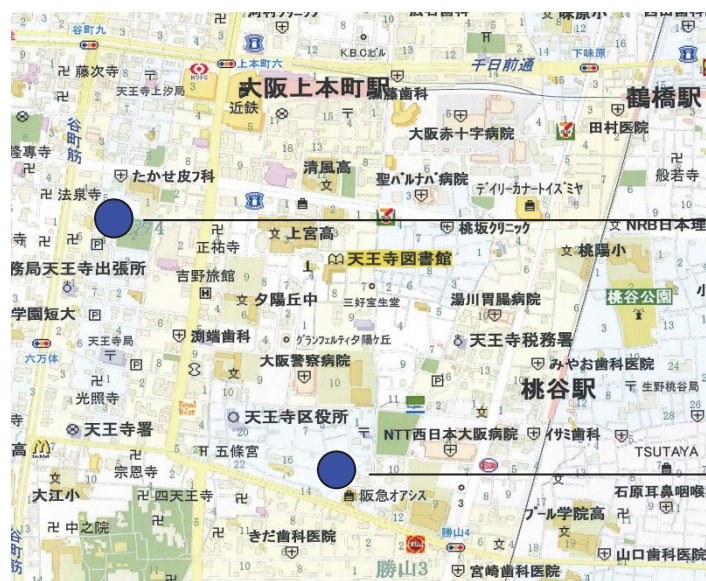 谷町九
上本町六
K.B.Cビル
味原小
下味原
千日前通
藤次寺
天王寺上汐局
近鉄
大阪上本町駅
鶴橋駅
大阪赤十字病院
田村医院
谷町筋
隆專寺
たかせ皮フ科
清風高
聖バルナバ病院
デイリーカナートイズミヤ
般若寺
法泉寺
正祐寺
上宮高
桃坂クリニック
桃陽小
NRB日本理
務局天王寺出張所
天王寺図書館
吉野旅館
桃谷公園
学園短大
夕陽丘中
三好宝生堂
湯川胃腸病院
六万体
天王寺局
渕端歯科
グランフェルティタ陽ヶ丘
天王寺税務署
大阪警察病院
みやお歯科医院
桃谷駅
生野桃谷局
光照寺
Royal Host
天王寺署
天王寺区役所
NTT西日本大阪病院
イサミ歯科
五條宮
TSUTAYA
宗恩寺
Esso
大江小
四天王寺
阪急オアシス
石原耳鼻咽喉
中之院
プール学院高
谷町筋
きだ歯科医院
勝山4
山口歯科医院
勝山3
宮崎歯科医院